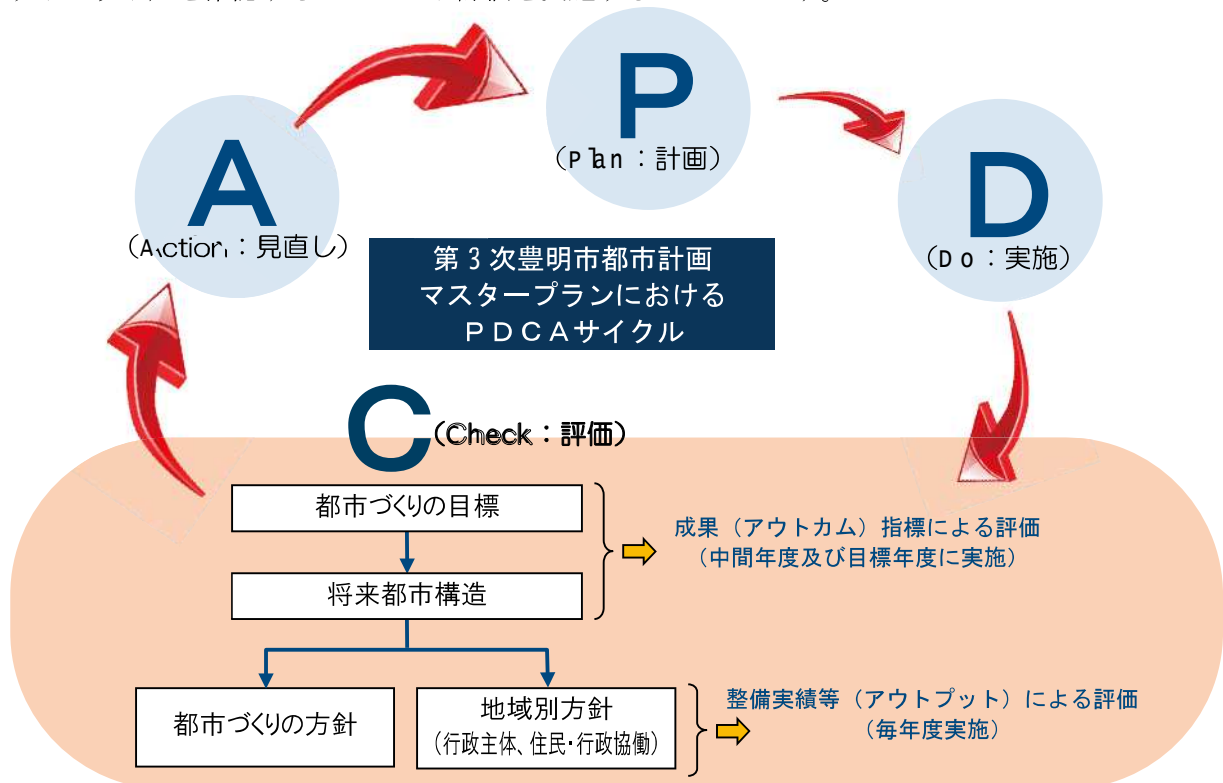 P
(Plan：計画)
A
(Action：見直し)
D
(Do：実施)
第３次豊明市都市計画
マスタープランにおける
ＰＤＣＡサイクル
C
(Check：評価)
都市づくりの目標
将来都市構造
成果（アウトカム）指標による評価
（中間年度及び目標年度に実施）
都市づくりの方針
地域別方針
（行政主体、住民・行政協働）
整備実績等（アウトプット）による評価
（毎年度実施）